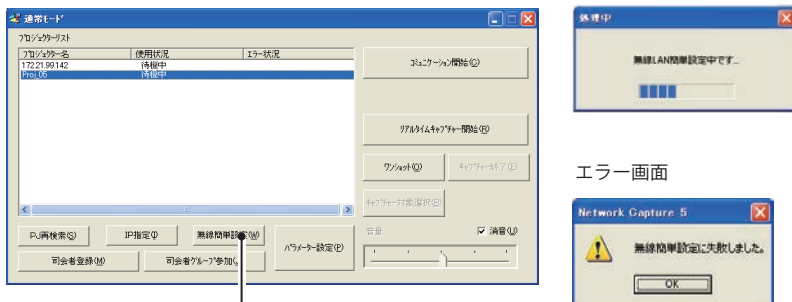 通常モード
プロジェクターリスト
プロジェクター名 使用状況 エラー状況
172.21.99.142 待機中
Proj_05 待機中
コミュニケーション開始(C)
リアルタイムキャプチャー開始(R)
ワンショット(O) キャプチャー終了(E)
キャプチャー対象選択(B)
音量 消音(U)
PJ再検索(S) IP指定(I) 無線簡単設定(W) パラメーター設定(P)
司会者登録(M) 司会者グループ参加(J)
処理中
無線LAN簡単設定中です...
エラー画面
Network Capture 5
無線簡単設定に失敗しました。
OK